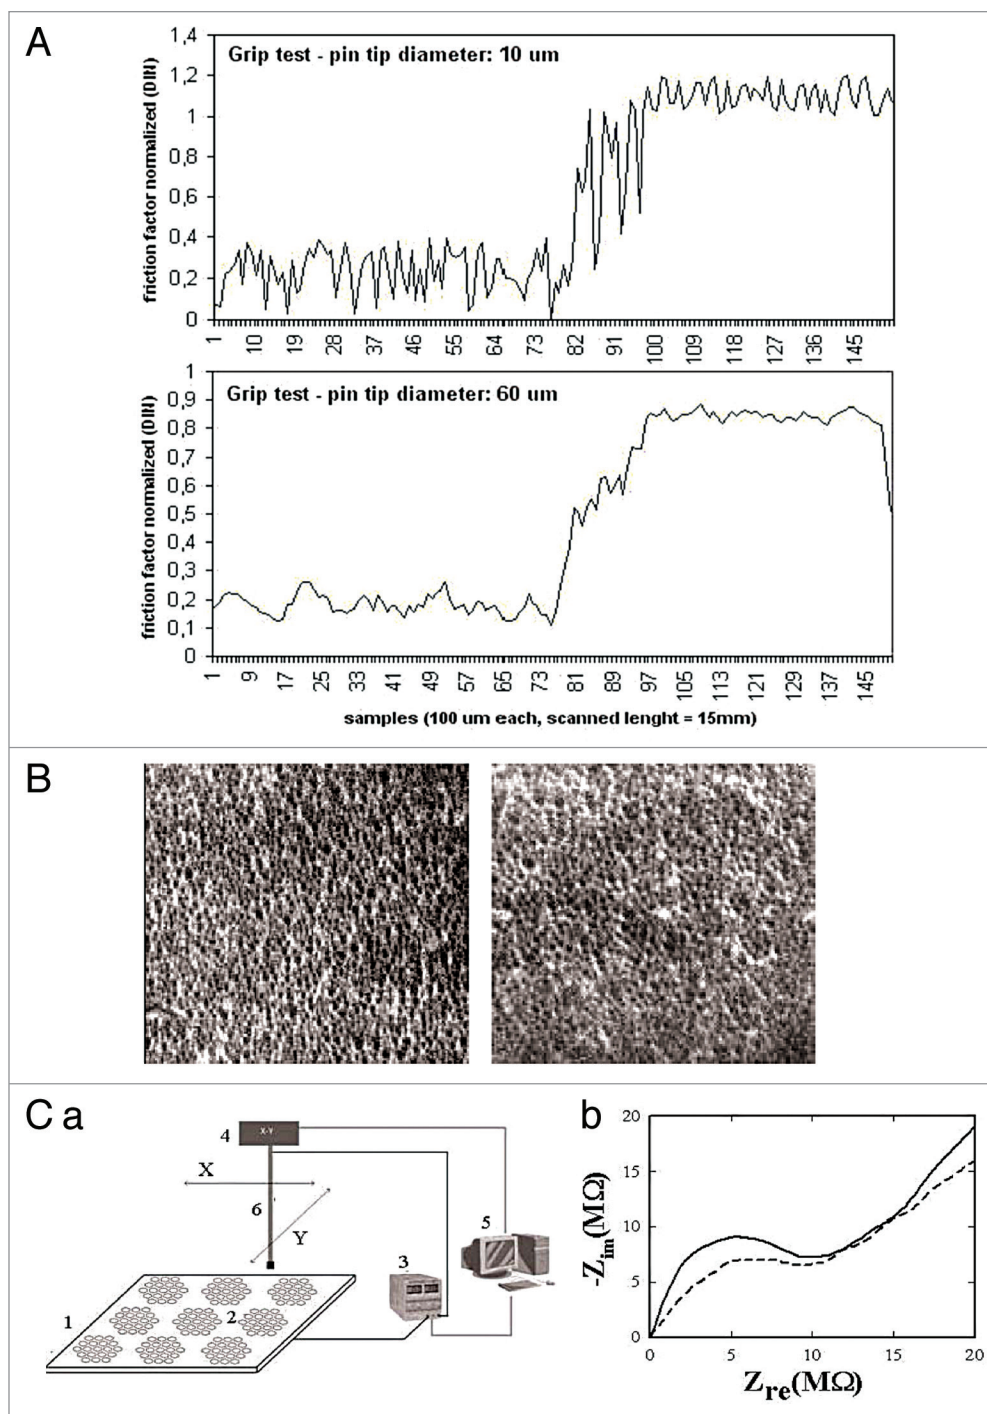 A
Grip test - pin tip diameter: 10 um
friction factor normalized (DIN)
1,4
1,2
1
0,8
0,6
0,4
0,2
0
1 10 19 28 37 46 55 64 73 82 91 100 109 118 127 136 145
Grip test - pin tip diameter: 60 um
friction factor normalized (DIN)
1
0,9
0,8
0,7
0,6
0,5
0,4
0,3
0,2
0,1
0
1 9 17 25 33 41 49 57 65 73 81 89 97 105 113 121 129 137 145
samples (100 um each, scanned lenght = 15mm)
B
C a
4
X-Y
X
6
Y
5
3
1
2
b
20
15
10
5
0
-Zim(MΩ)
0 5 10 15 20
Zre(MΩ)